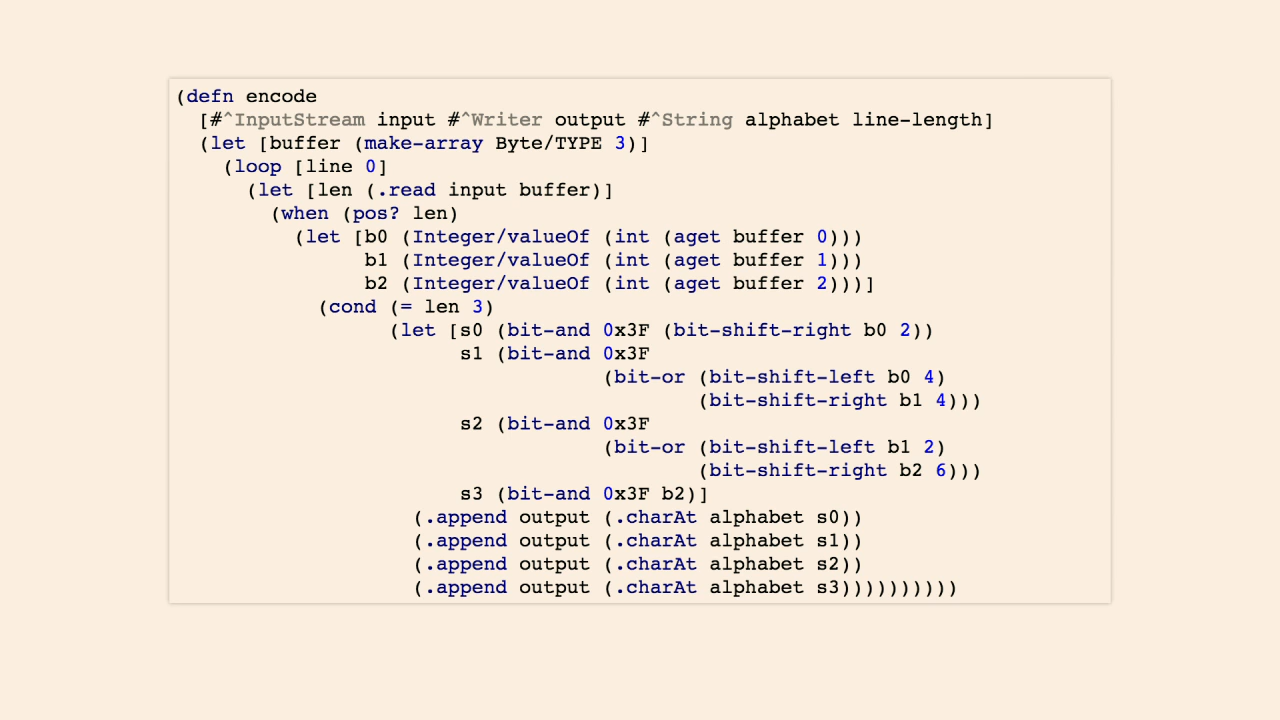 (defn encode
  [#^InputStream input #^Writer output #^String alphabet line-length]
  (let [buffer (make-array Byte/TYPE 3)]
    (loop [line 0]
      (let [len (.read input buffer)]
        (when (pos? len)
          (let [b0 (Integer/valueOf (int (aget buffer 0)))
                b1 (Integer/valueOf (int (aget buffer 1)))
                b2 (Integer/valueOf (int (aget buffer 2)))]
            (cond (= len 3)
                  (let [s0 (bit-and 0x3F (bit-shift-right b0 2))
                        s1 (bit-and 0x3F
                                    (bit-or (bit-shift-left b0 4)
                                            (bit-shift-right b1 4)))
                        s2 (bit-and 0x3F
                                    (bit-or (bit-shift-left b1 2)
                                            (bit-shift-right b2 6)))
                        s3 (bit-and 0x3F b2)]
                    (.append output (.charAt alphabet s0))
                    (.append output (.charAt alphabet s1))
                    (.append output (.charAt alphabet s2))
                    (.append output (.charAt alphabet s3))))))))))